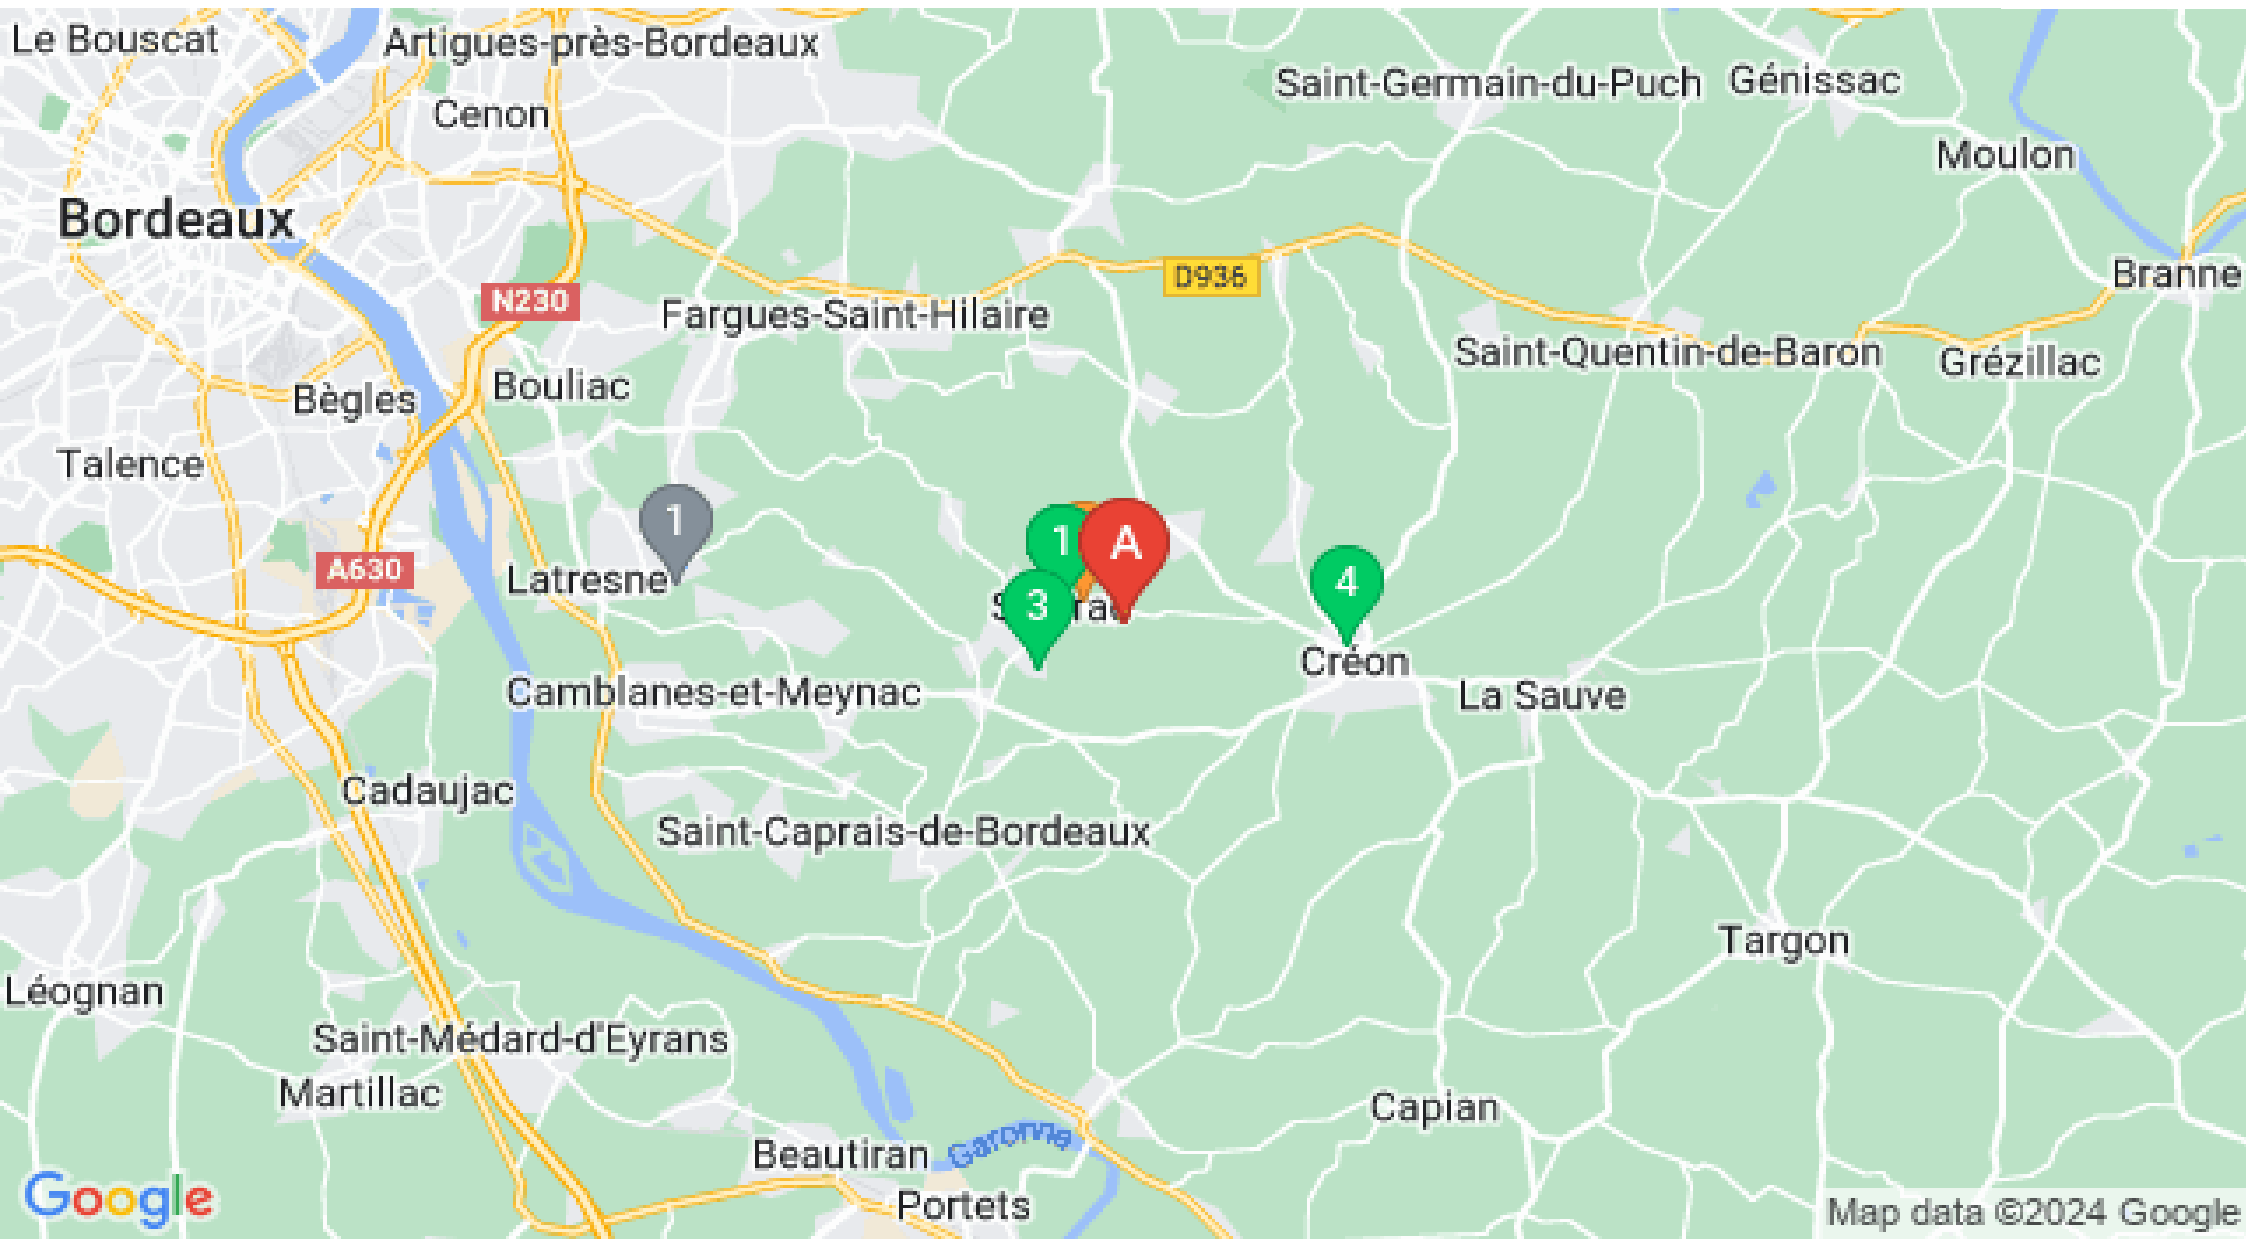 Le Bouscat
Artigues-près-Bordeaux
Cenon
Saint-Germain-du-Puch
Génissac
Moulon
Bordeaux
Branne
D936
N230
Fargues-Saint-Hilaire
Saint-Quentin-de-Baron
Grézillac
Bouliac
Bègles
Talence
1
1
A
A630
Latresne
3
4
Créon
Camblanes-et-Meynac
La Sauve
Cadaujac
Saint-Caprais-de-Bordeaux
Targon
Léognan
Saint-Médard-d'Eyrans
Martillac
Capian
Garonne
Beautiran
Portets
Google
Map data ©2024 Google